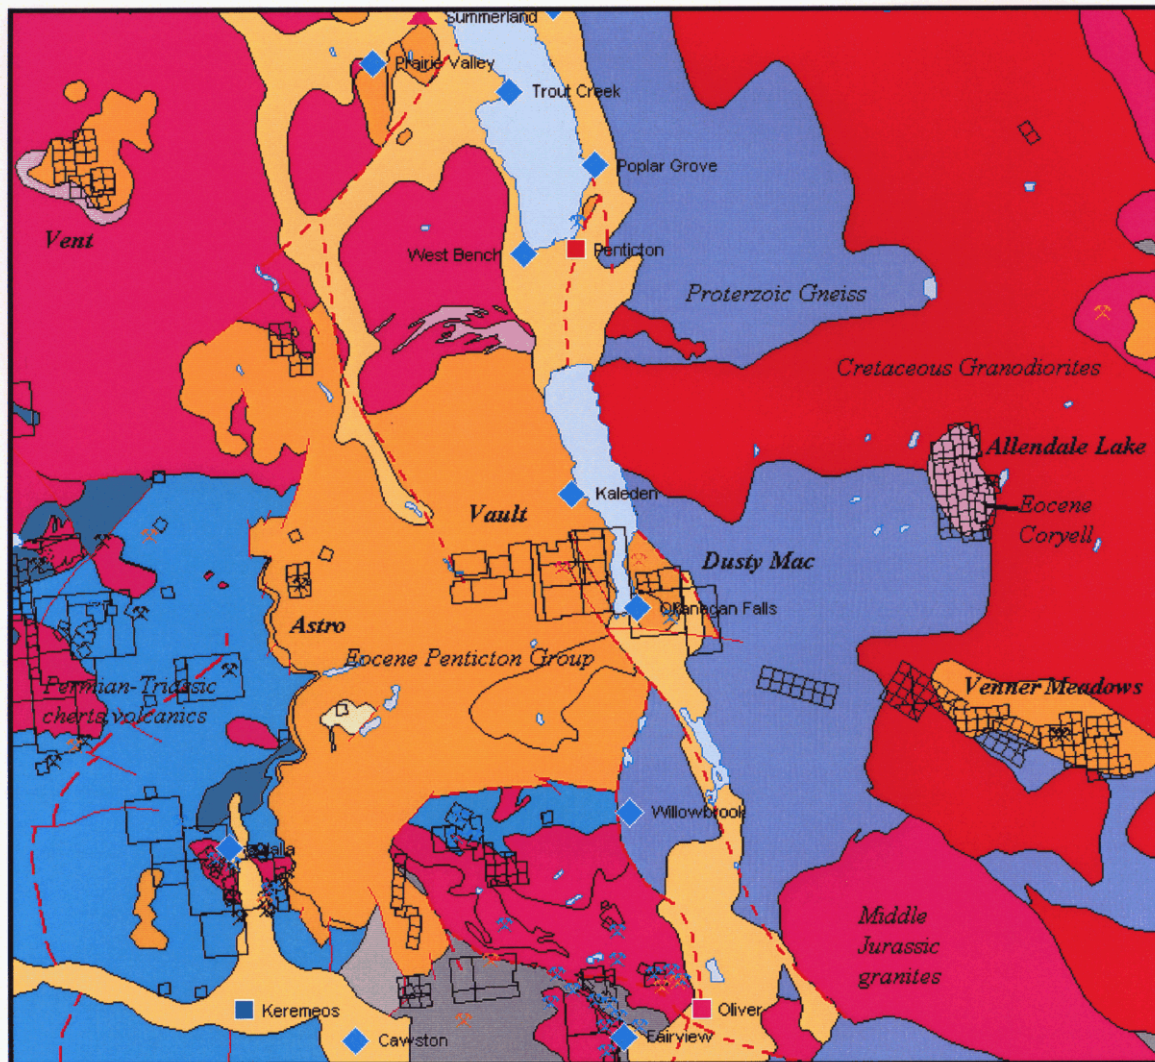 Summerland
Prairie Valley
Trout Creek
Poplar Grove
Vent
West Bench
Penticton
Proterzoic Gneiss
Cretaceous Granodiorites
Allendale Lake
Kaleden
Vault
Eocene
Coryell
Dusty Mac
Okanagan Falls
Astro
Eocene Penticton Group
Permian-Triassic
cherts, volcanics
Venner Meadows
Willowbrook
Olalla
Middle
Jurassic
granites
Keremeos
Oliver
Cawston
Fairview